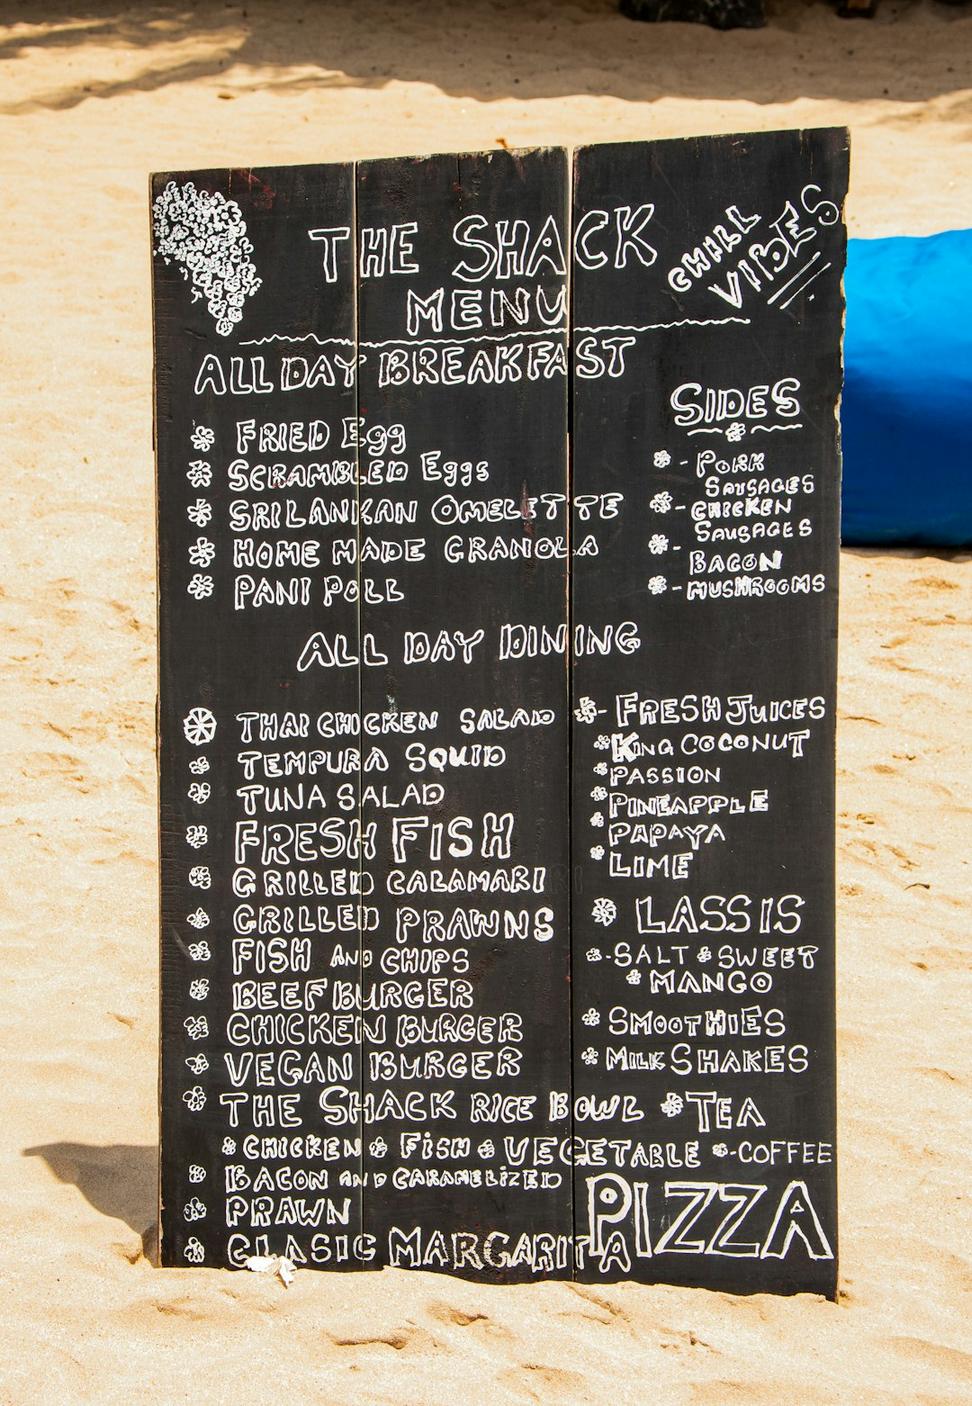 THE SHACK
MENU
CHILL
VIBES
ALL DAY BREAKFAST
FRIED Egg
SCRAMBLED Eggs
SRI LANKAN OMELETTE
HOME MADE GRANOLA
PANI POLL
SIDES
- PORK
SAUSAGES
- CHICKEN
SAUSAGES
- BACON
- MUSHROOMS
ALL DAY DINING
THAI CHICKEN SALAD
TEMPURA SQUID
TUNA SALAD
FRESH FISH
GRILLED CALAMARI
GRILLED PRAWNS
FISH AND CHIPS
BEEF BURGER
CHICKEN BURGER
VEGAN BURGER
THE SHACK RICE BOWL
CHICKEN FISH VEGETABLE
BACON AND CARAMELIZED
PRAWN
CLASIC MARGARITA
- FRESH JUICES
KING COCONUT
PASSION
PINEAPPLE
PAPAYA
LIME
LASSIS
- SALT SWEET
MANGO
SMOOTHIES
MILK SHAKES
TEA
- COFFEE
PIZZA